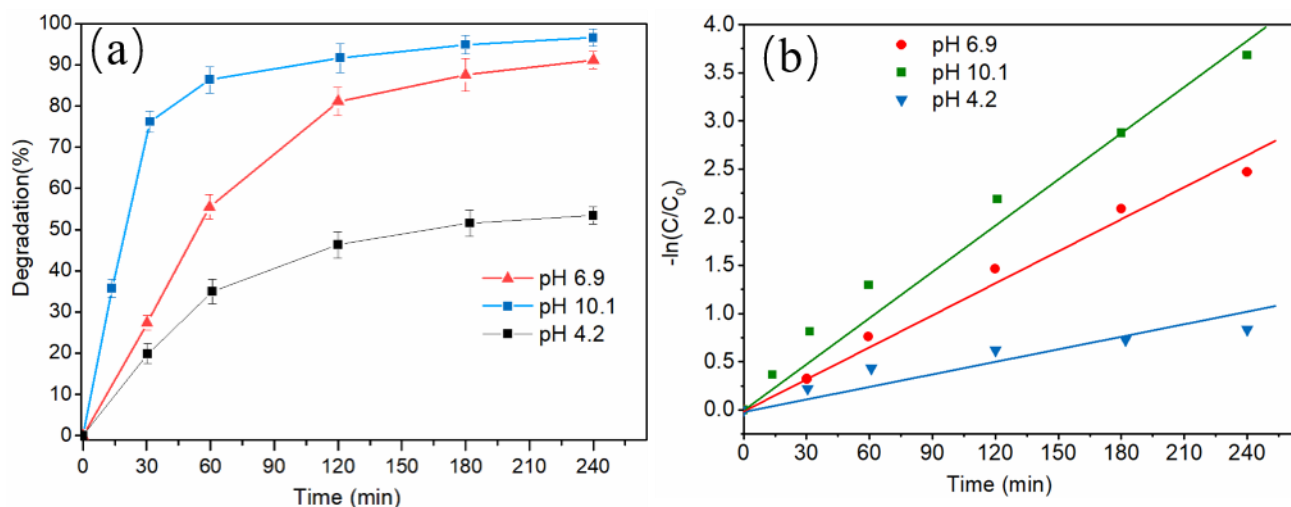 (a)
Degradation(%)
100
90
80
70
60
50
40
30
20
10
0
pH 6.9
pH 10.1
pH 4.2
0 30 60 90 120 150 180 210 240
Time (min)
(b)
-ln(C/C0)
4.0
3.5
3.0
2.5
2.0
1.5
1.0
0.5
0.0
pH 6.9
pH 10.1
pH 4.2
0 30 60 90 120 150 180 210 240
Time (min)